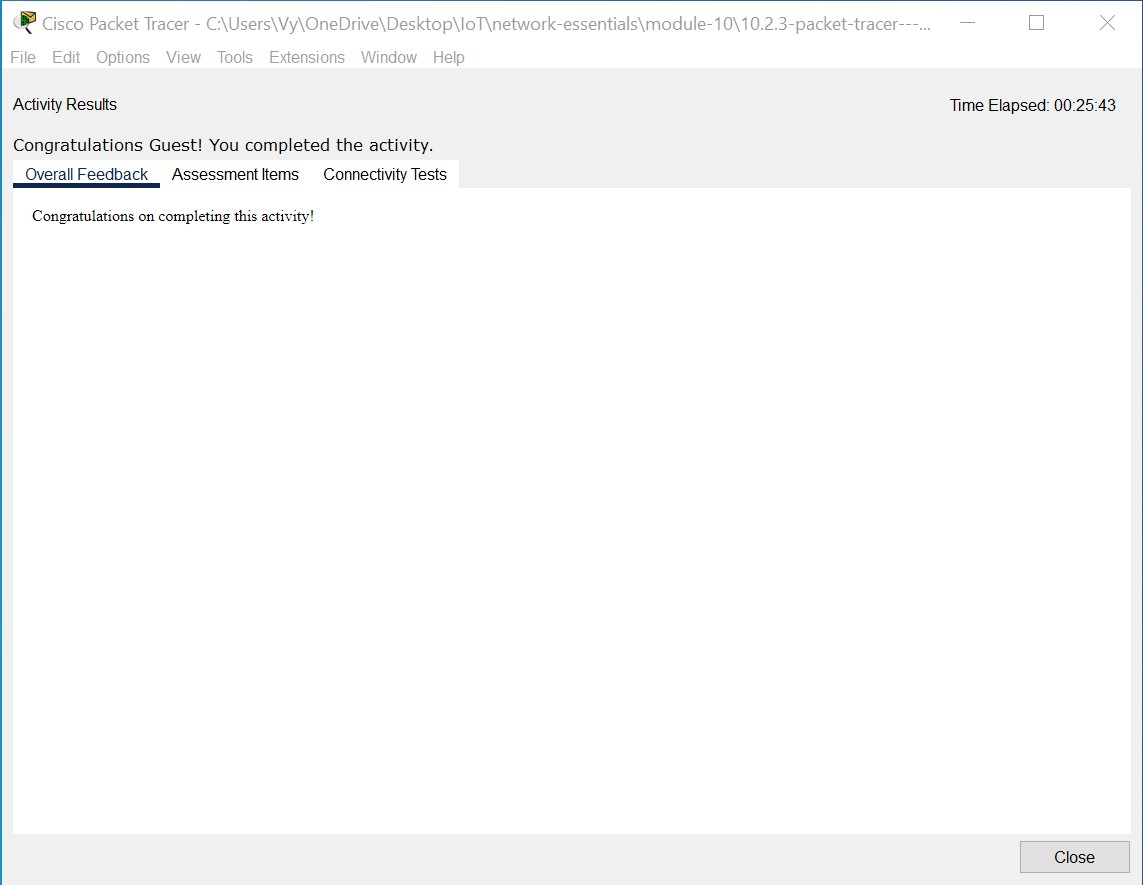 Cisco Packet Tracer - C:\Users\Vy\OneDrive\Desktop\IoT\network-essentials\module-10\10.2.3-packet-tracer---...
File Edit Options View Tools Extensions Window Help
Activity Results Time Elapsed: 00:25:43
Congratulations Guest! You completed the activity.
Overall Feedback Assessment Items Connectivity Tests
Congratulations on completing this activity!
Close